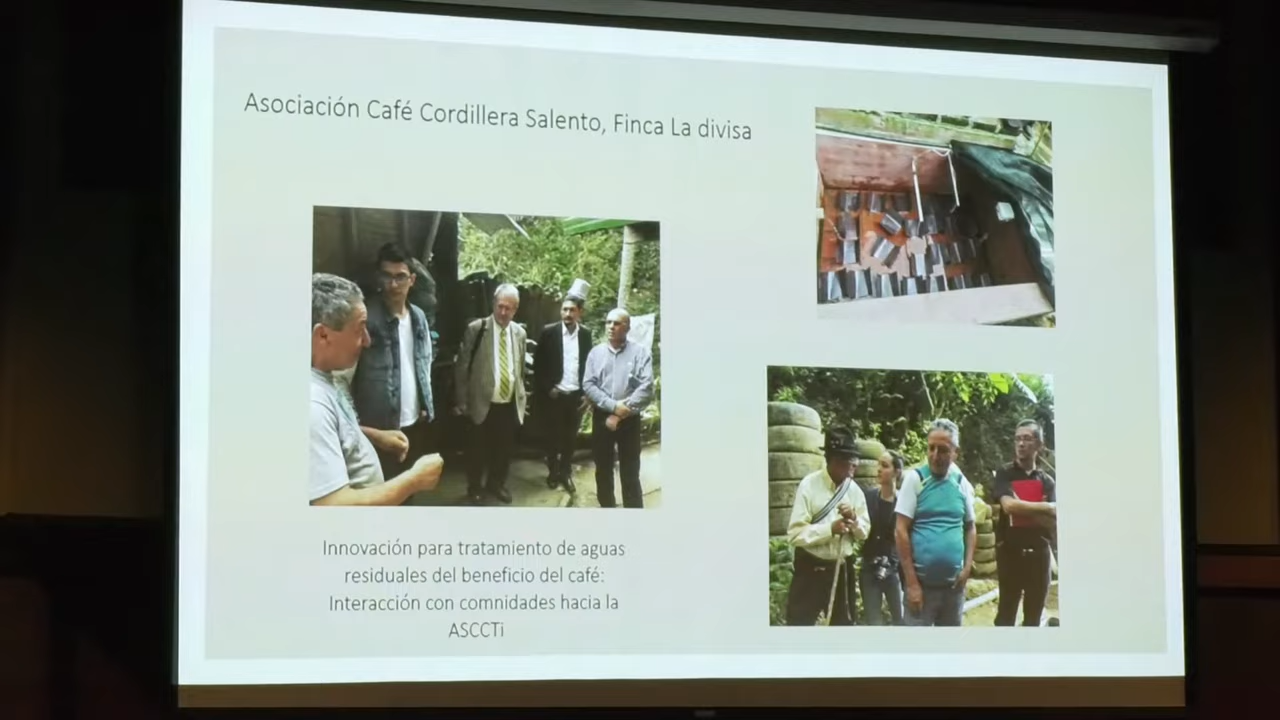 Asociación Café Cordillera Salento, Finca La divisa
Innovación para tratamiento de aguas
residuales del beneficio del café:
Interacción con comnidades hacia la
ASCCTi